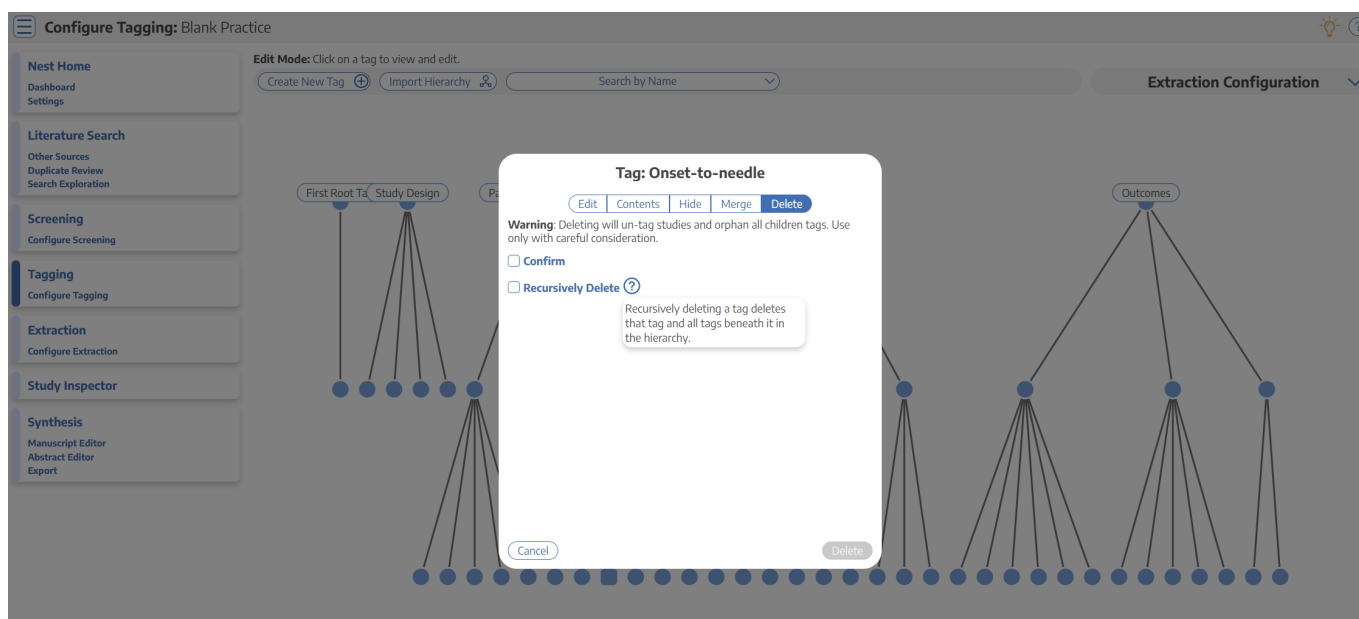 Configure Tagging: Blank Practice
Nest Home
Dashboard
Settings
Literature Search
Other Sources
Duplicate Review
Search Exploration
Screening
Configure Screening
Tagging
Configure Tagging
Extraction
Configure Extraction
Study Inspector
Synthesis
Manuscript Editor
Abstract Editor
Export
Edit Mode: Click on a tag to view and edit.
Create New Tag
Import Hierarchy
Search by Name
Extraction Configuration
First Root Ta
Study Design
Pa
Outcomes
Tag: Onset-to-needle
Edit
Contents
Hide
Merge
Delete
Warning: Deleting will un-tag studies and orphan all children tags. Use
only with careful consideration.
Confirm
Recursively Delete ?
Recursively deleting a tag deletes
that tag and all tags beneath it in
the hierarchy.
Cancel
Delete